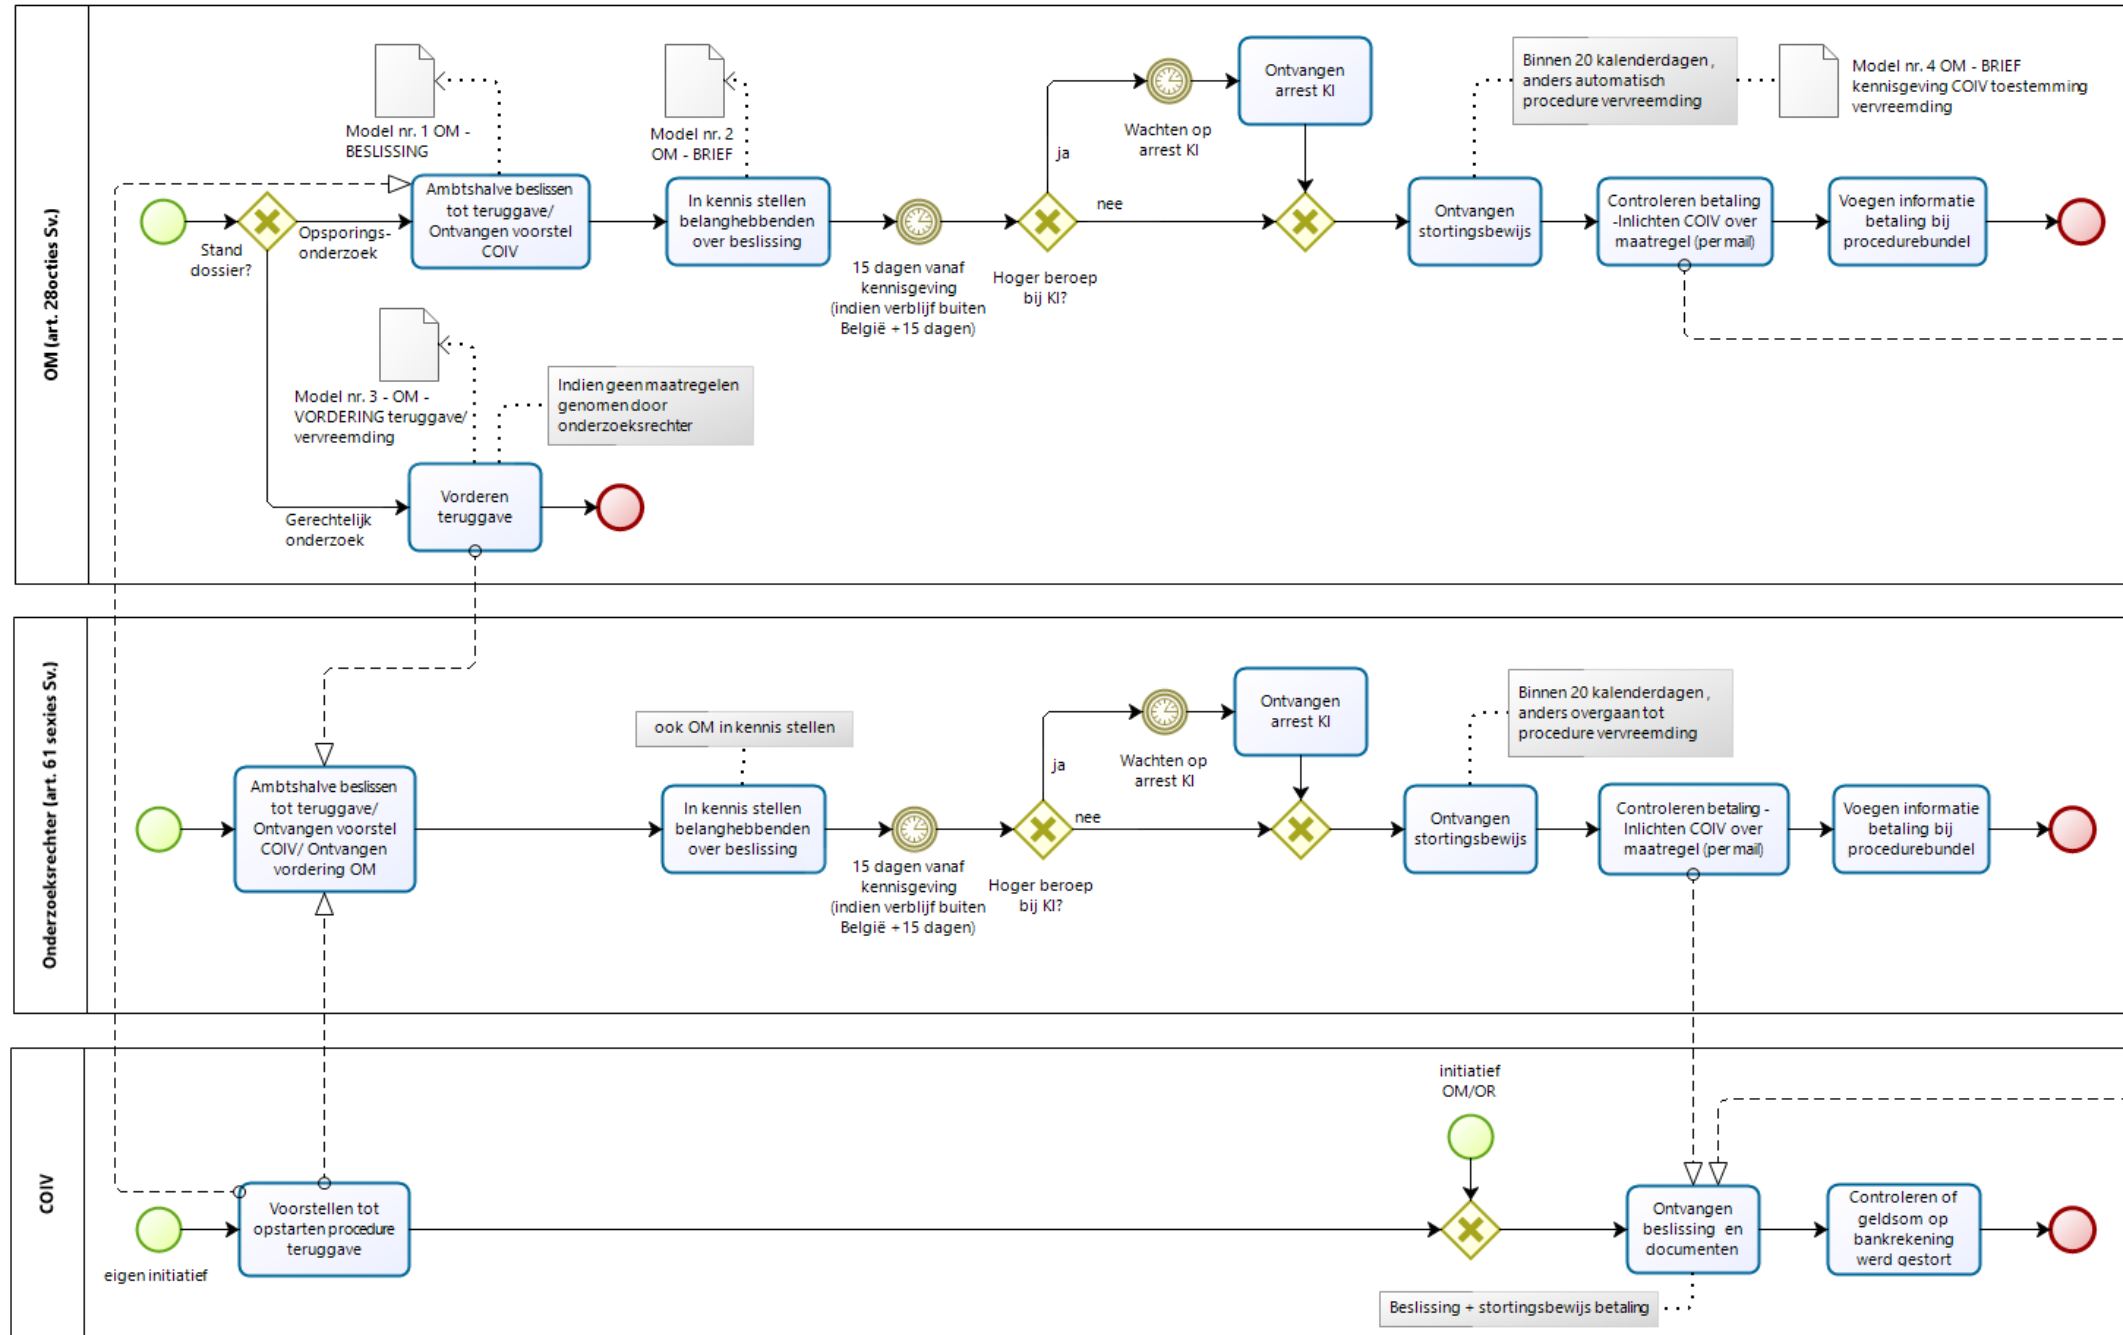 OM (art. 28octies Sv.)
Model nr. 1 OM -
BESLISSING
Model nr. 2
OM - BRIEF
Stand
dossier?
Opsporings-
onderzoek
Ambtshalve beslissen
tot teruggave/
Ontvangen voorstel
COIV
In kennis stellen
belanghebbenden
over beslissing
15 dagen vanaf
kennisgeving
(indien verblijf buiten
België +15 dagen)
Hoger beroep
bij KI?
ja
nee
Wachten op
arrest KI
Ontvangen
arrest KI
Binnen 20 kalenderdagen ,
anders automatisch
procedure vervreemding
Model nr. 4 OM - BRIEF
kennisgeving COIV toestemming
vervreemding
Ontvangen
stortingsbewijs
Controleren betaling
-Inlichten COIV over
maatregel (per mail)
Voegen informatie
betaling bij
procedurebundel
Model nr. 3 - OM -
VORDERING teruggave/
vervreemding
Indien geen maatregelen
genomen door
onderzoeksrechter
Gerechtelijk
onderzoek
Vorderen
teruggave
Onderzoeksrechter (art. 61 sexies Sv.)
Ambtshalve beslissen
tot teruggave/
Ontvangen voorstel
COIV/ Ontvangen
vordering OM
ook OM in kennis stellen
In kennis stellen
belanghebbenden
over beslissing
15 dagen vanaf
kennisgeving
(indien verblijf buiten
België +15 dagen)
Hoger beroep
bij KI?
ja
nee
Wachten op
arrest KI
Ontvangen
arrest KI
Binnen 20 kalenderdagen ,
anders overgaan tot
procedure vervreemding
Ontvangen
stortingsbewijs
Controleren betaling -
Inlichten COIV over
maatregel (per mail)
Voegen informatie
betaling bij
procedurebundel
COIV
eigen initiatief
Voorstellen tot
opstarten procedure
teruggave
initiatief
OM/OR
Ontvangen
beslissing en
documenten
Controleren of
geldsom op
bankrekening
werd gestort
Beslissing + stortingsbewijs betaling